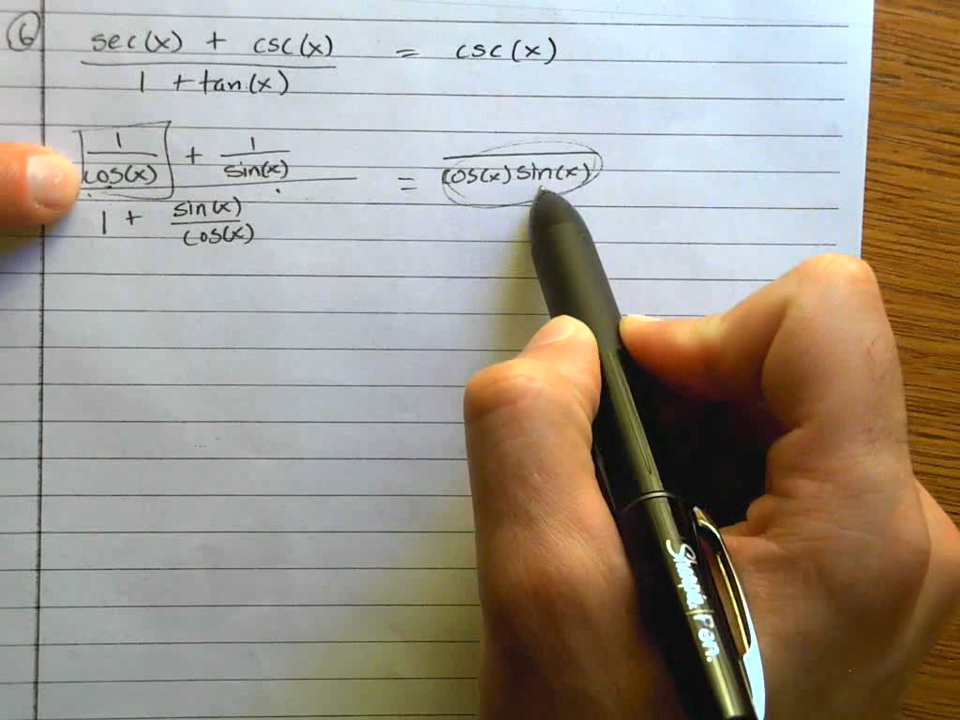 6 sec(x) + csc(x) = csc(x)
1 + tan(x)
1 + 1
cos(x) sin(x) = cos(x) sin(x)
1 + sin(x)
cos(x)
Sharpie Pen.